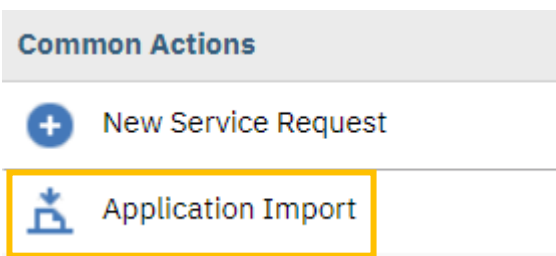 Common Actions
New Service Request
Application Import